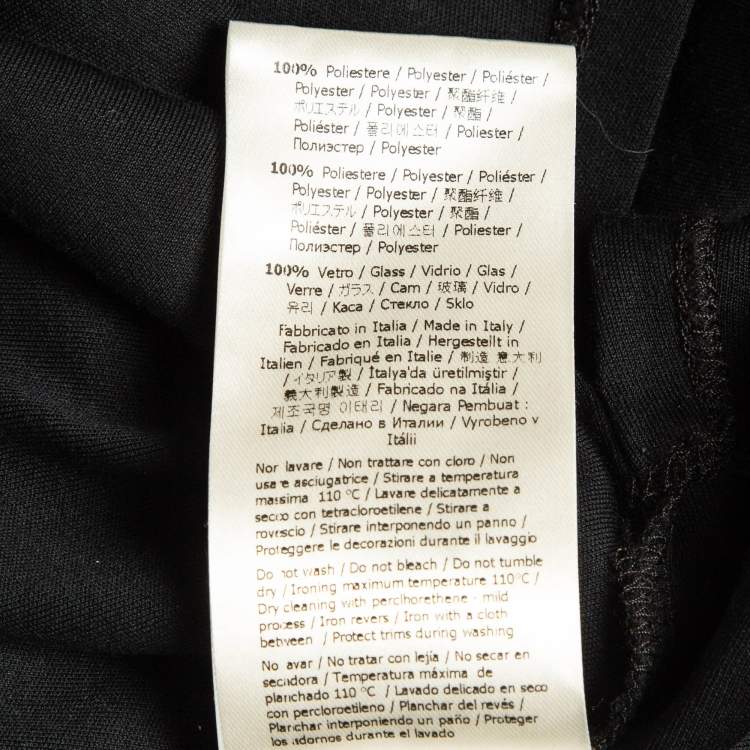 100% Poliestere / Polyester / Poliéster /
Polyester / Polyester / 聚酯纤维 /
ポリエステル / Polyester / 聚酯 /
Poliéster / 폴리에스터 / Poliester /
Полиэстер / Polyester
100% Poliestere / Polyester / Poliéster /
Polyester / Polyester / 聚酯纤维 /
ポリエステル / Polyester / 聚酯 /
Poliéster / 폴리에스터 / Poliester /
Полиэстер / Polyester
100% Vetro / Glass / Vidrio / Glas /
Verre / ガラス / Cam / 玻璃 / Vidro /
유리 / Kaca / Стекло / Sklo
Fabbricato in Italia / Made in Italy /
Fabricado en Italia / Hergestellt in
Italien / Fabriqué en Italie / 制造 意大利
/ イタリア製 / İtalya'da üretilmiştir /
義大利製造 / Fabricado na Itália /
제조국명 이태리 / Negara Pembuat :
Italia / Сделано в Италии / Vyrobeno v
Itálii
Non lavare / Non trattare con cloro / Non
usare asciugatrice / Stirare a temperatura
massima 110 °C / Lavare delicatamente a
secco con tetracloroetilene / Stirare a
rovescio / Stirare interponendo un panno /
Proteggere le decorazioni durante il lavaggio
Do not wash / Do not bleach / Do not tumble
dry / Ironing maximum temperature 110°C /
Dry cleaning with perclhorethene - mild
process / Iron revers / Iron with a cloth
between / Protect trims during washing
No lavar / No tratar con lejía / No secar en
secadora / Temperatura máxima de
planchado 110 °C / Lavado delicado en seco
con percloroetileno / Planchar del revés /
Planchar interponiendo un paño / Proteger
los adornos durante el lavado